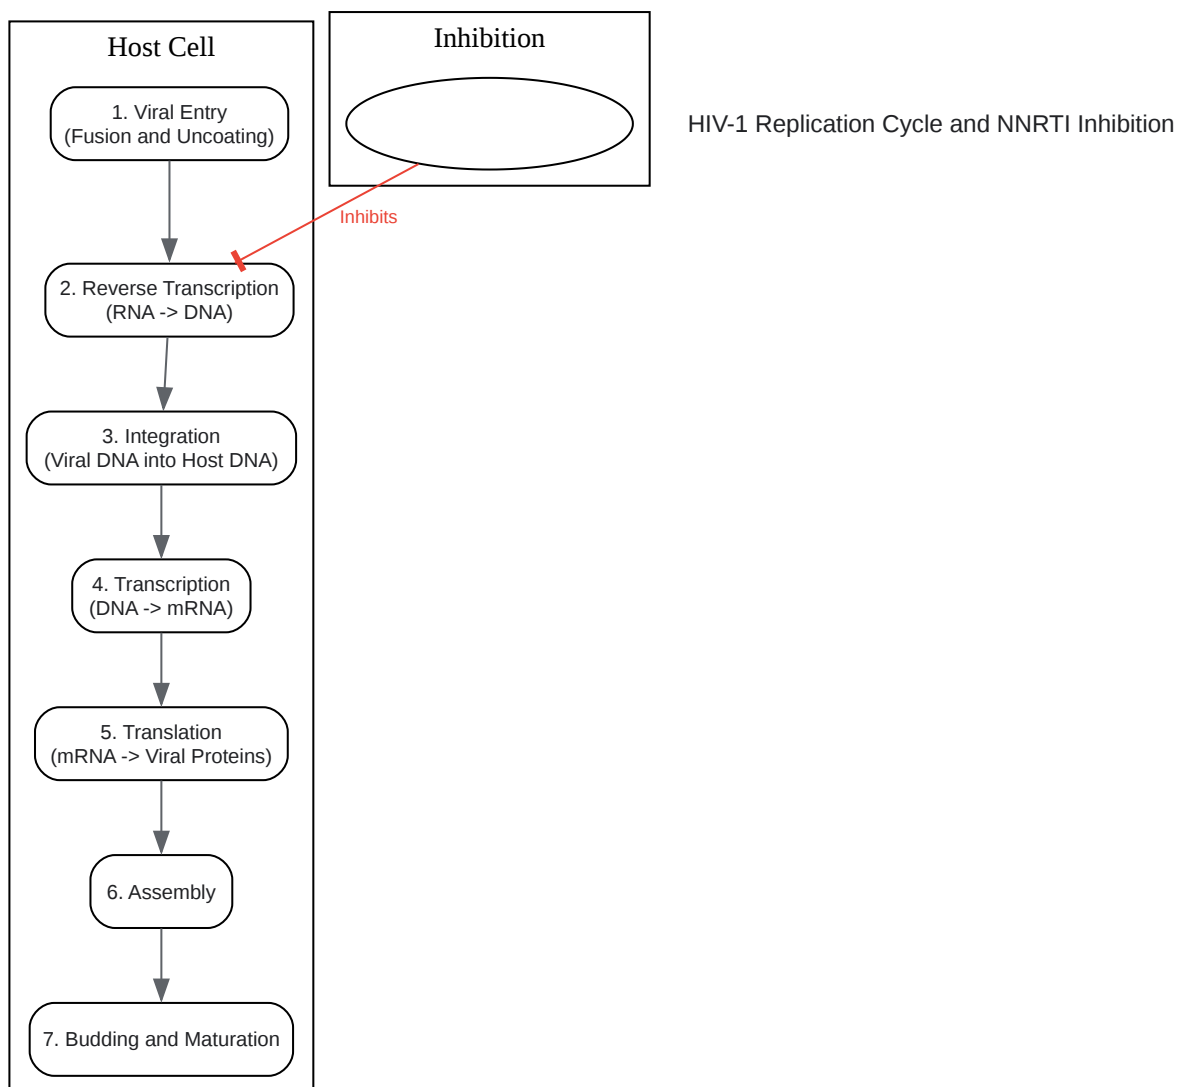 Host Cell
1. Viral Entry
(Fusion and Uncoating)
2. Reverse Transcription
(RNA -> DNA)
3. Integration
(Viral DNA into Host DNA)
4. Transcription
(DNA -> mRNA)
5. Translation
(mRNA -> Viral Proteins)
6. Assembly
7. Budding and Maturation
Inhibition
Inhibits
HIV-1 Replication Cycle and NNRTI Inhibition